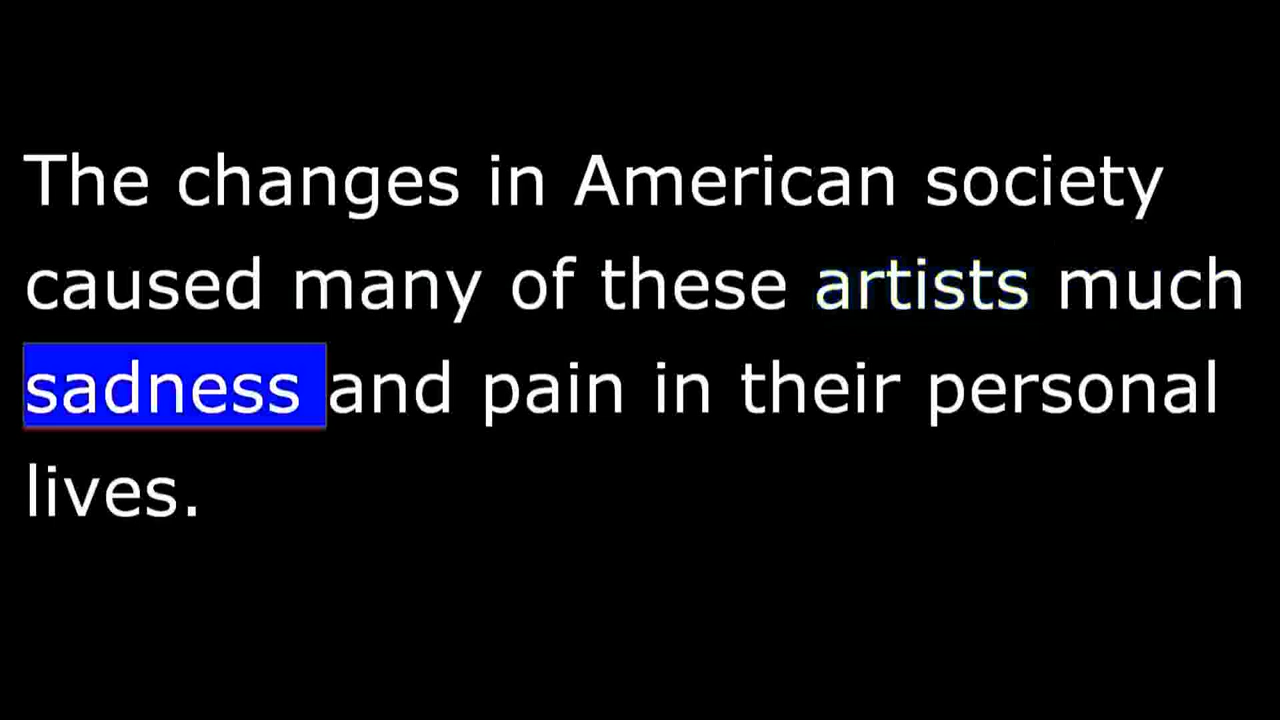 The changes in American society
caused many of these artists much
sadness and pain in their personal
lives.